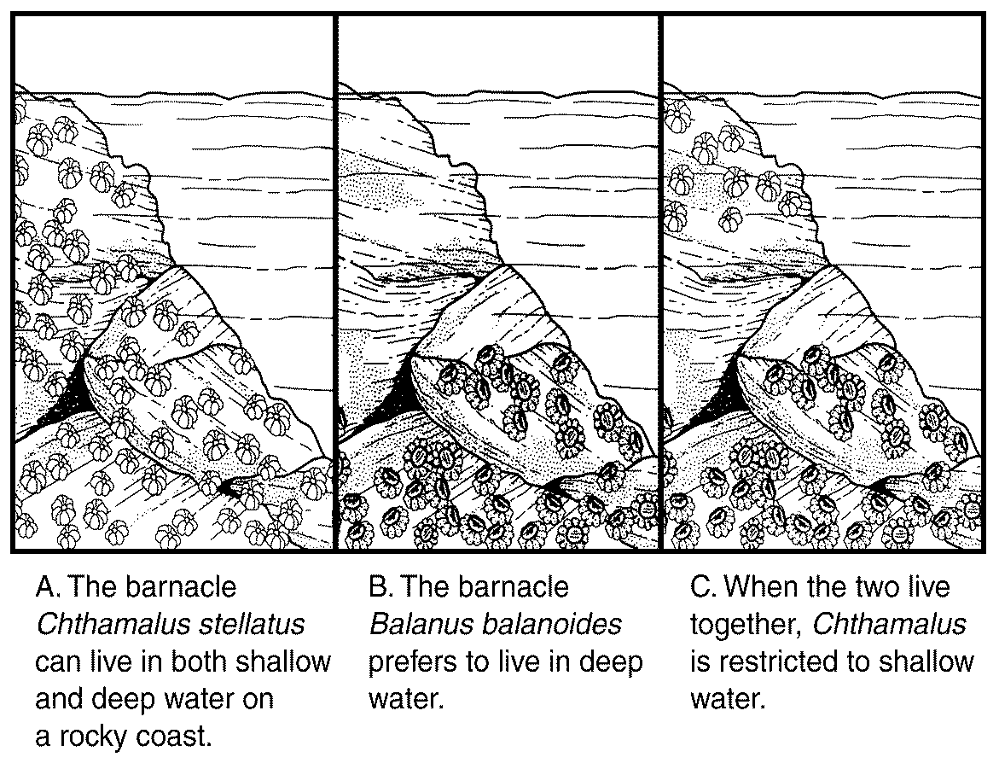 A. The barnacle
Chthamalus stellatus
can live in both shallow
and deep water on
a rocky coast.
B. The barnacle
Balanus balanoides
prefers to live in deep
water.
C. When the two live
together, Chthamalus
is restricted to shallow
water.